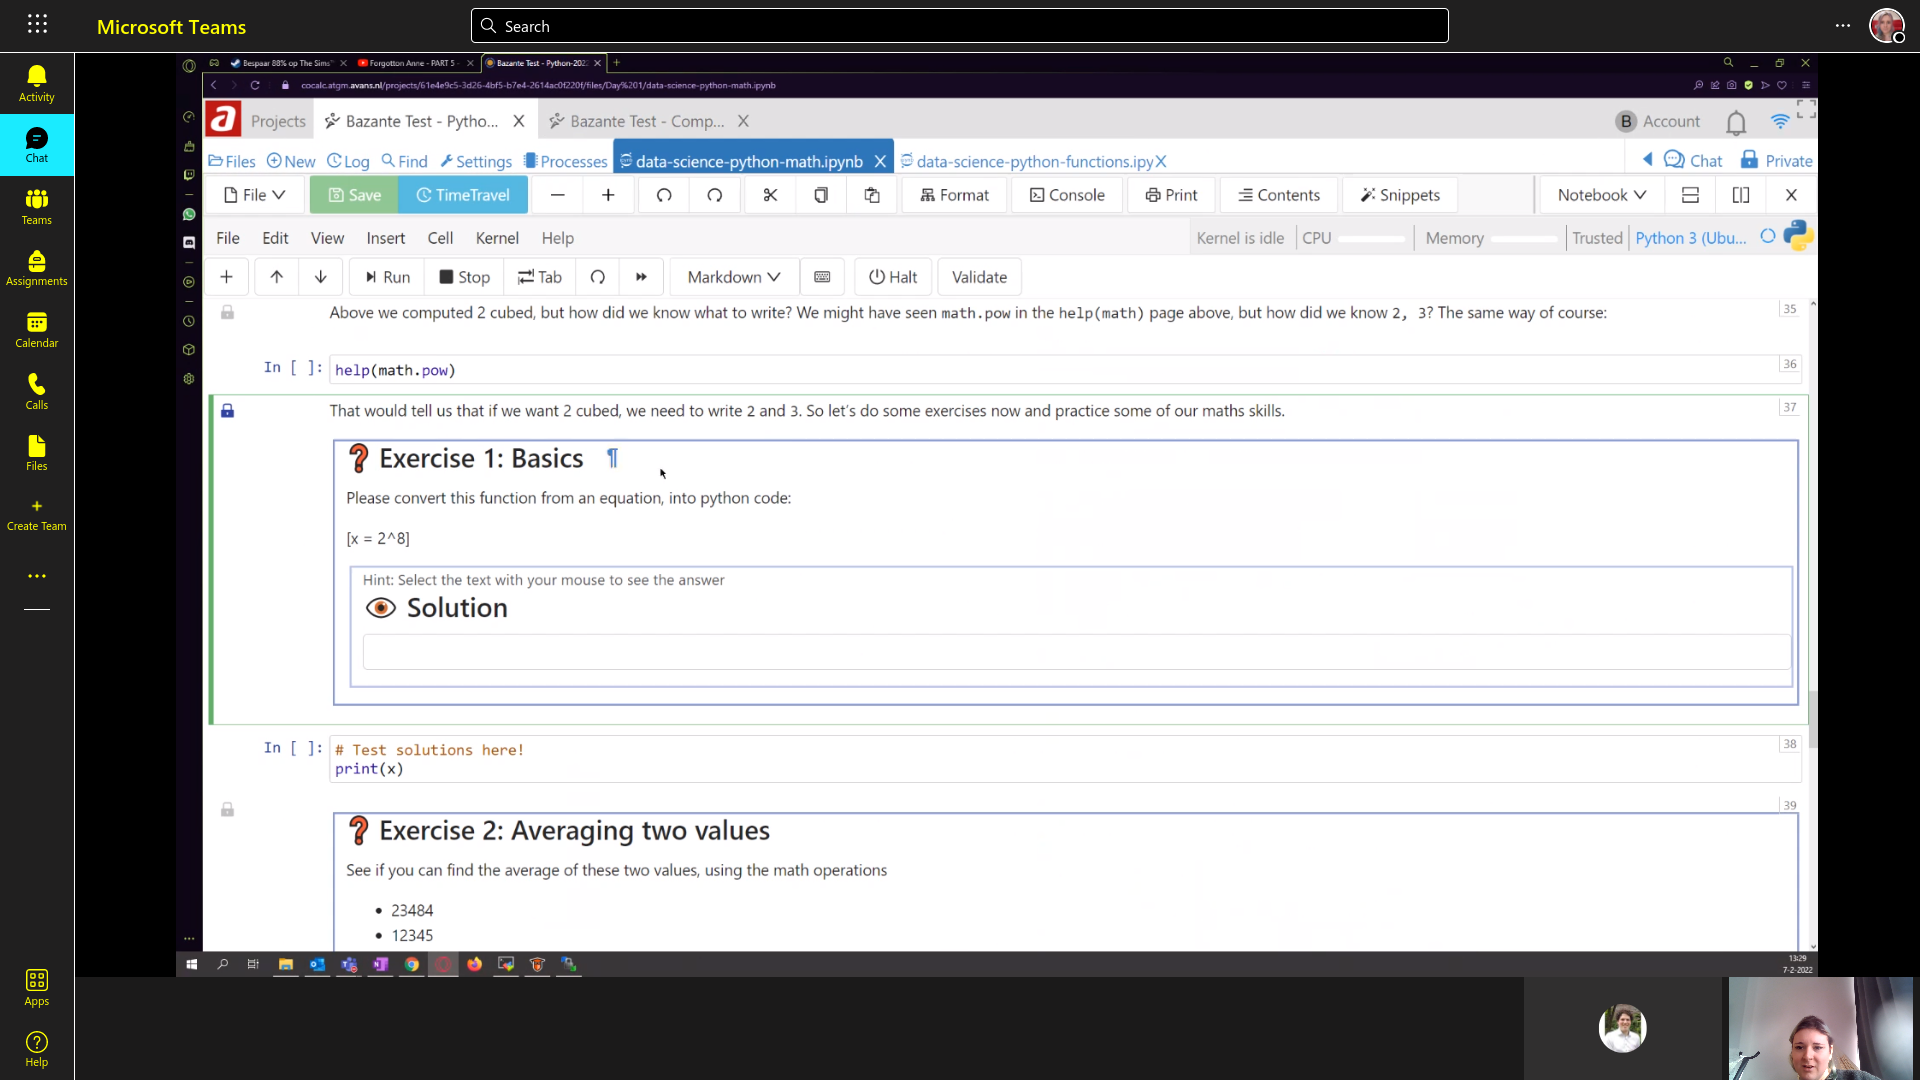 Microsoft Teams
Search
Activity
Chat
Teams
Assignments
Calendar
Calls
Files
Create Team
Apps
Help
Bespaar 88% op The Sims™
Forgotton Anne - PART 5 -
Bazante Test - Python-202
cocalc.atgm.avans.nl/projects/61e4e9c5-3d26-4bf5-b7e4-2614ac0f220f/files/Day%201/data-science-python-math.ipynb
a Projects Bazante Test - Pytho... Bazante Test - Comp... B Account
Files New Log Find Settings Processes data-science-python-math.ipynb data-science-python-functions.ipy Chat Private
File Save TimeTravel Format Console Print Contents Snippets Notebook
File Edit View Insert Cell Kernel Help Kernel is idle CPU Memory Trusted Python 3 (Ubu...
Run Stop Tab Markdown Halt Validate
Above we computed 2 cubed, but how did we know what to write? We might have seen math.pow in the help(math) page above, but how did we know 2, 3? The same way of course:
35
In [ ]: help(math.pow)
36
That would tell us that if we want 2 cubed, we need to write 2 and 3. So let's do some exercises now and practice some of our maths skills.
37
❓ Exercise 1: Basics ¶
Please convert this function from an equation, into python code:
[x = 2^8]
Hint: Select the text with your mouse to see the answer
👁 Solution
In [ ]: # Test solutions here!
print(x)
38
39
❓ Exercise 2: Averaging two values
See if you can find the average of these two values, using the math operations
• 23484
• 12345
13:29
7-2-2022